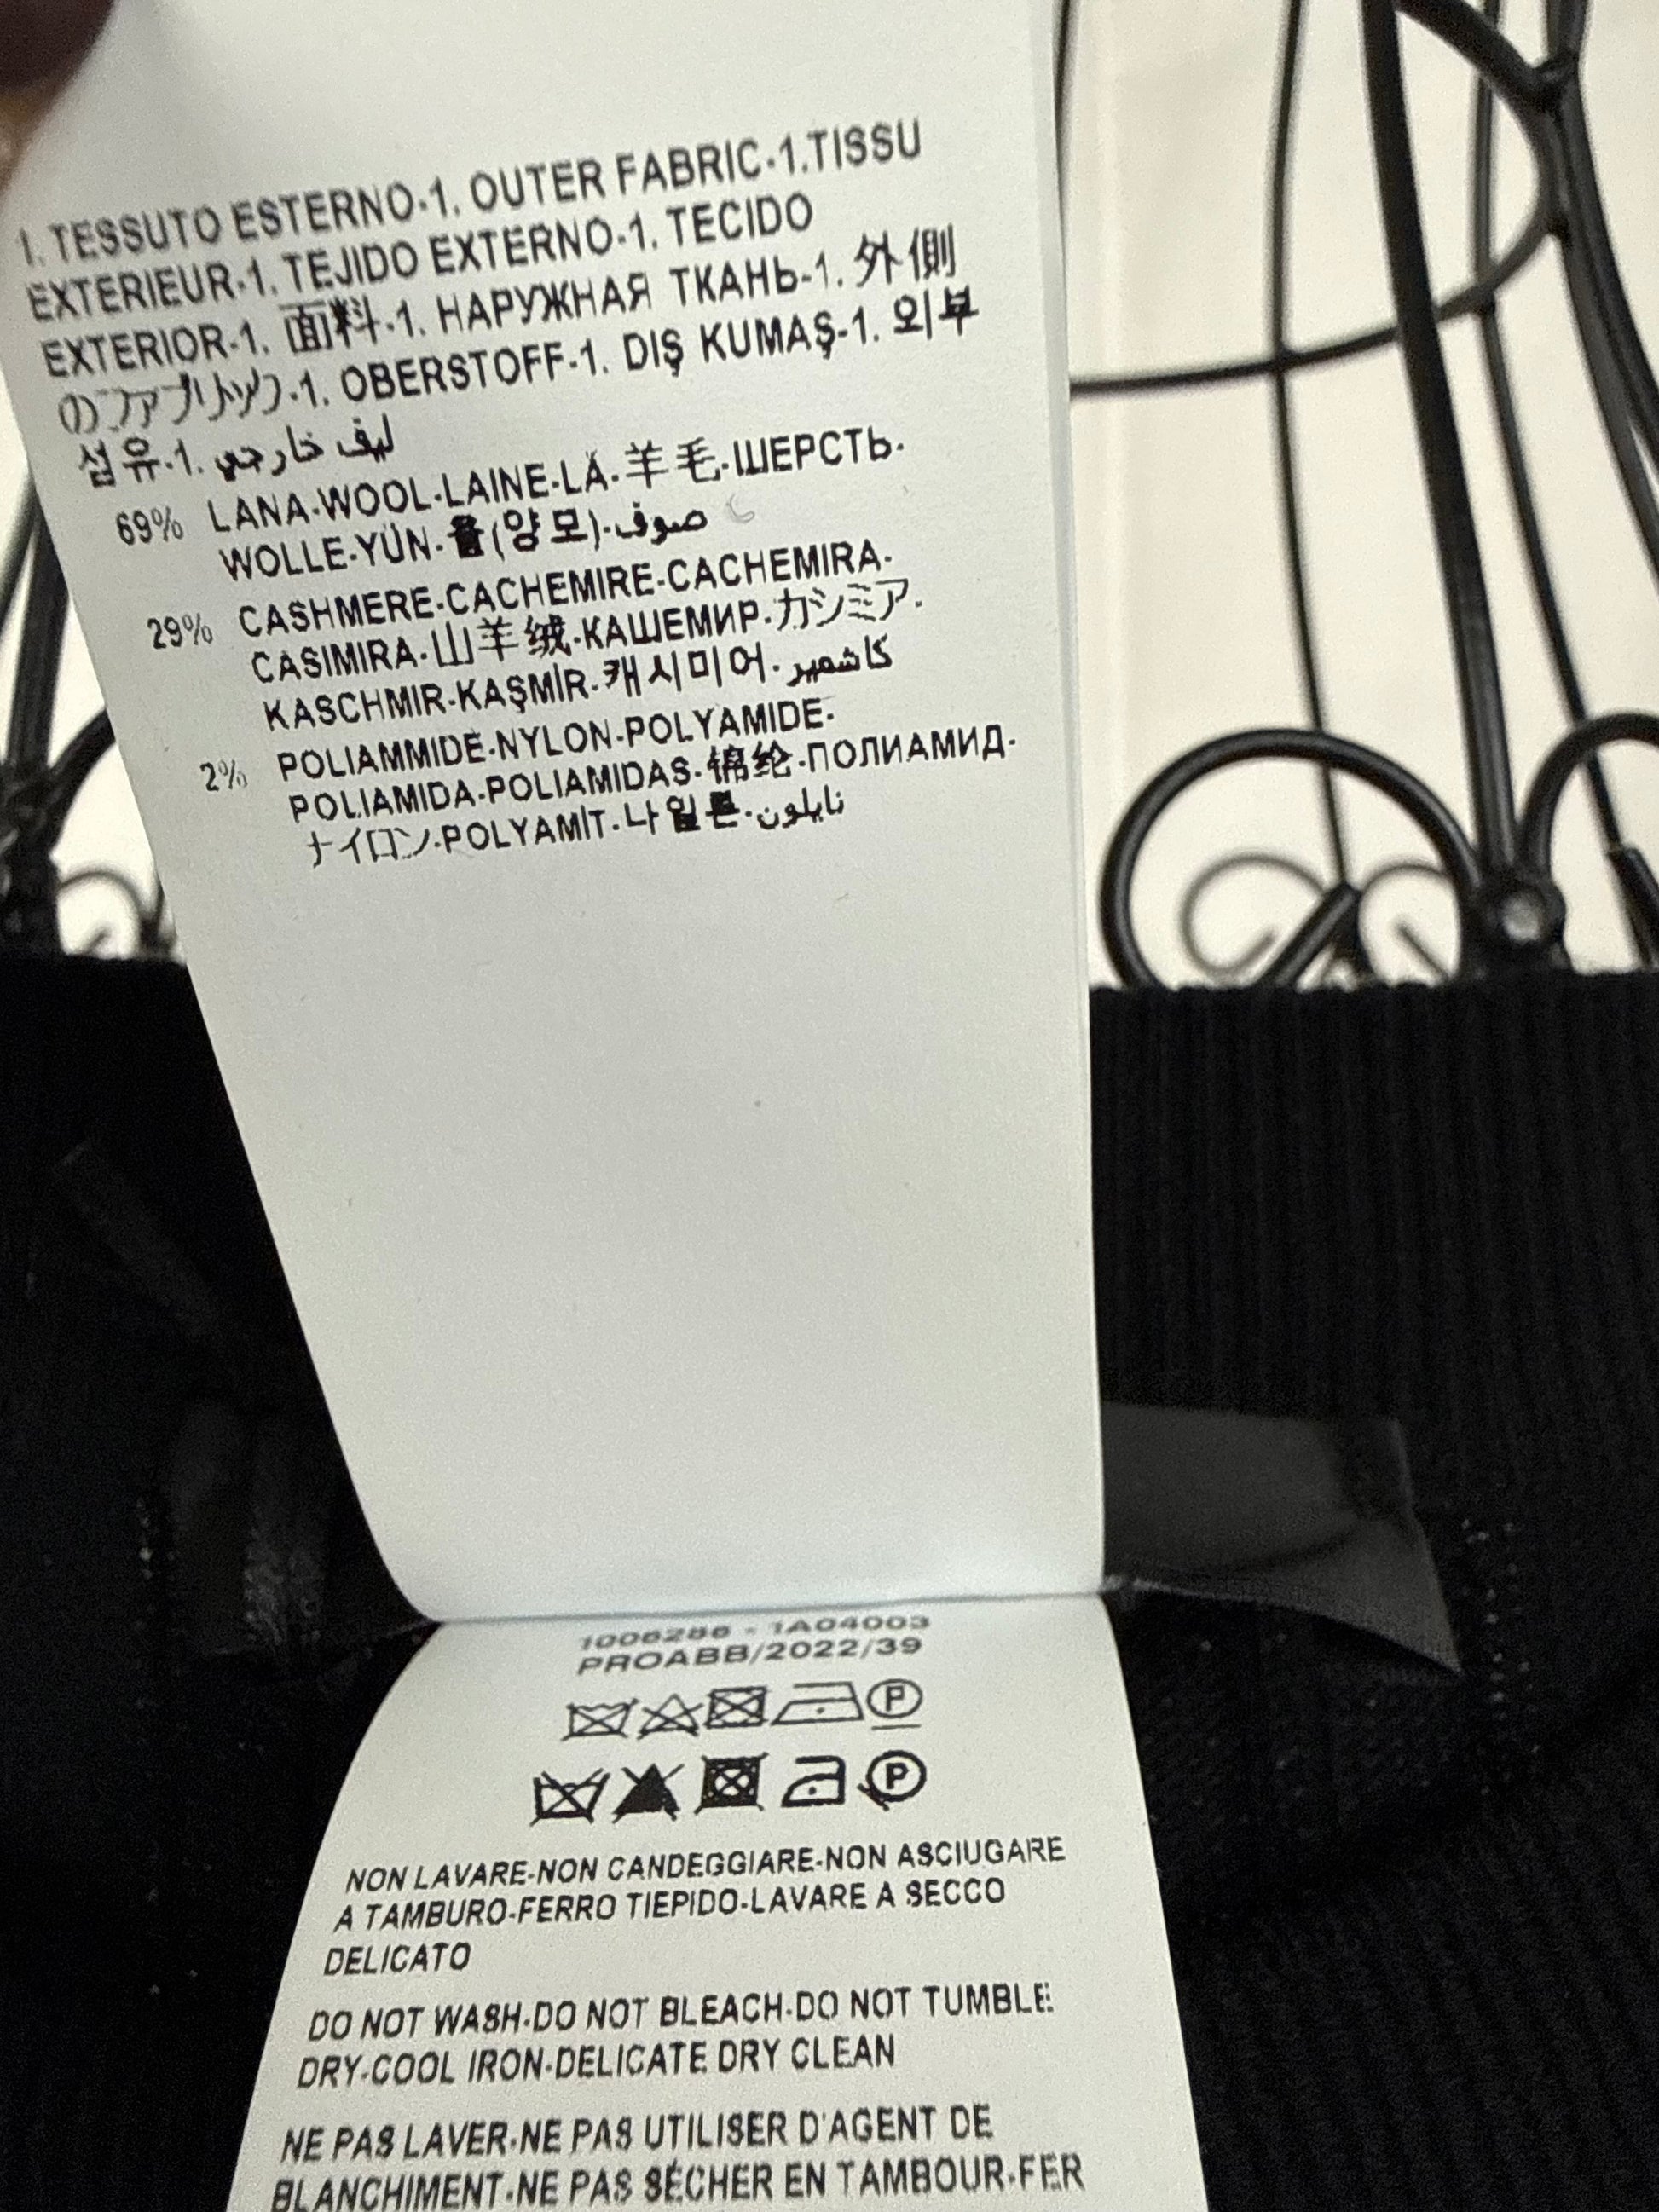 1. TESSUTO ESTERNO-1. OUTER FABRIC-1.TISSU
EXTERIEUR-1. TEJIDO EXTERNO-1. TECIDO
EXTERIOR-1. 面料-1. НАРУЖНАЯ ТКАНЬ-1. 外側
のファブリック-1. OBERSTOFF-1. DIŞ KUMAŞ-1. 외부
섬유-1. ليف خارجي
69% LANA-WOOL-LAINE-LÃ-羊毛-ШЕРСТЬ-
WOLLE-YÜN-울(양모)-صوف
29% CASHMERE-CACHEMIRE-CACHEMIRA-
CASIMIRA-山羊绒-КАШЕМИР-カシミア-
KASCHMIR-KAŞMİR-캐시미어-كاشمير
2% POLIAMMIDE-NYLON-POLYAMIDE-
POLIAMIDA-POLIAMIDAS-锦纶-ПОЛИАМИД-
ナイロン-POLYAMİT-나일론-نايلون
1006286 - 1A04003
PROABB/2022/39
P
P
NON LAVARE-NON CANDEGGIARE-NON ASCIUGARE
A TAMBURO-FERRO TIEPIDO-LAVARE A SECCO
DELICATO
DO NOT WASH-DO NOT BLEACH-DO NOT TUMBLE
DRY-COOL IRON-DELICATE DRY CLEAN
NE PAS LAVER-NE PAS UTILISER D'AGENT DE
BLANCHIMENT-NE PAS SÉCHER EN TAMBOUR-FER